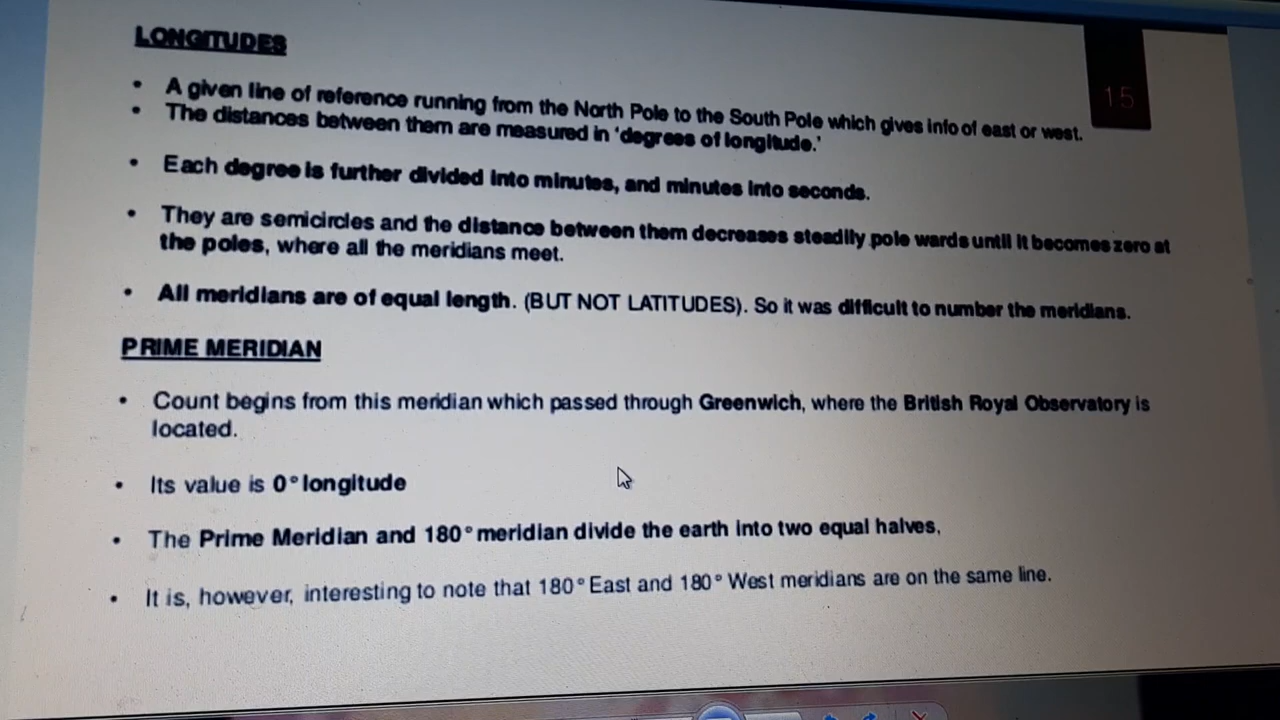 LONGITUDES
15
• A given line of reference running from the North Pole to the South Pole which gives info of east or west.
• The distances between them are measured in 'degrees of longitude.'
• Each degree is further divided into minutes, and minutes into seconds.
• They are semicircles and the distance between them decreases steadily pole wards until it becomes zero at
the poles, where all the meridians meet.
• All meridians are of equal length. (BUT NOT LATITUDES). So it was difficult to number the meridians.
PRIME MERIDIAN
• Count begins from this meridian which passed through Greenwich, where the British Royal Observatory is
located.
• Its value is 0° longitude
• The Prime Meridian and 180° meridian divide the earth into two equal halves,
• It is, however, interesting to note that 180° East and 180° West meridians are on the same line.